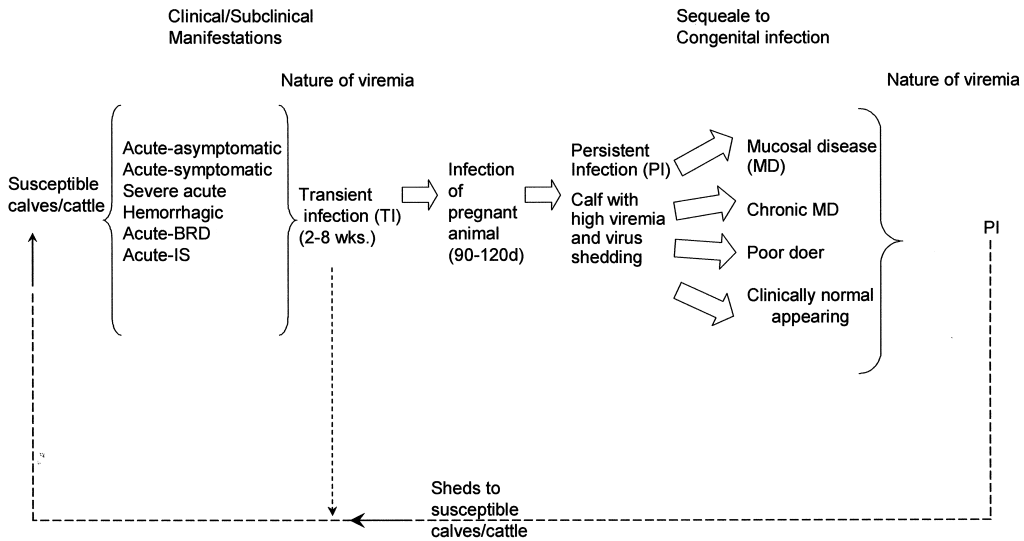 Clinical/Subclinical
Manifestations
Sequeale to
Congenital infection
Nature of viremia
Nature of viremia
Susceptible
calves/cattle
Acute-asymptomatic
Acute-symptomatic
Severe acute
Hemorrhagic
Acute-BRD
Acute-IS
Transient
infection (TI)
(2-8 wks.)
Infection
of
pregnant
animal
(90-120d)
Persistent
Infection (PI)
Calf with
high viremia
and virus
shedding
Mucosal disease
(MD)
Chronic MD
Poor doer
Clinically normal
appearing
PI
Sheds to
susceptible
calves/cattle